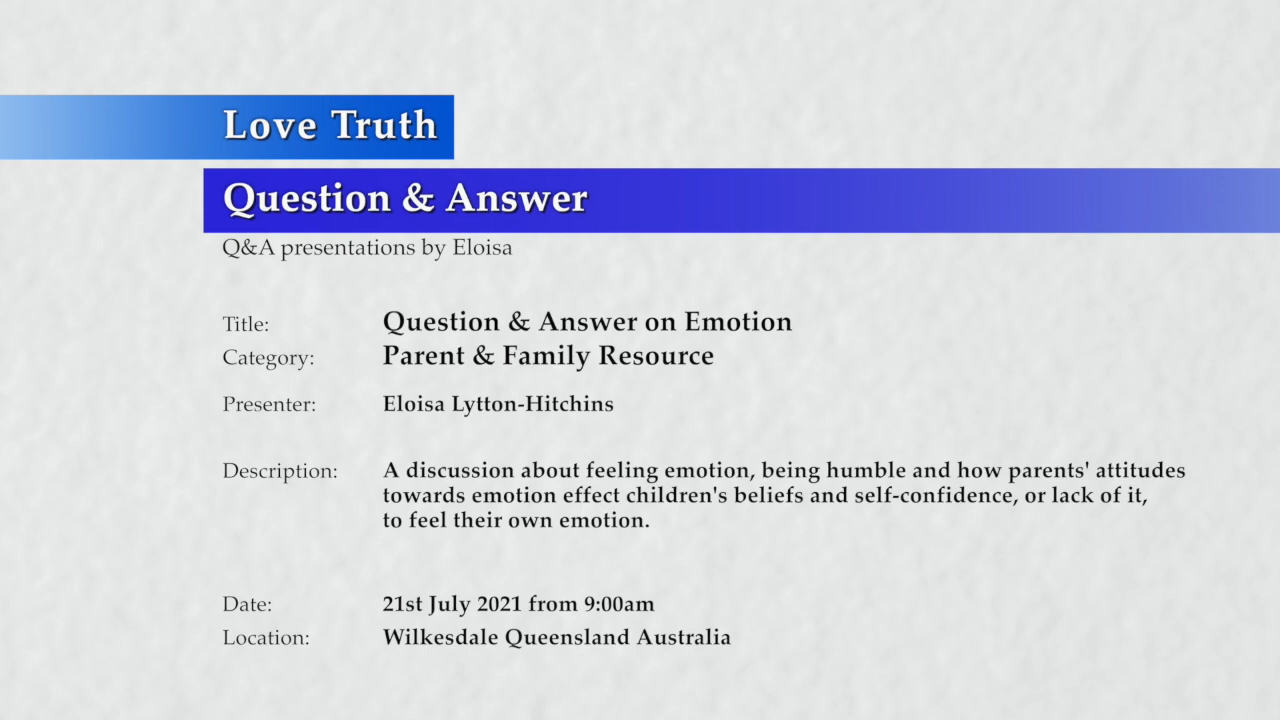 Love Truth
Question & Answer
Q&A presentations by Eloisa
Title: Question & Answer on Emotion
Category: Parent & Family Resource
Presenter: Eloisa Lytton-Hitchins
Description: A discussion about feeling emotion, being humble and how parents' attitudes
towards emotion effect children's beliefs and self-confidence, or lack of it,
to feel their own emotion.
Date: 21st July 2021 from 9:00am
Location: Wilkesdale Queensland Australia